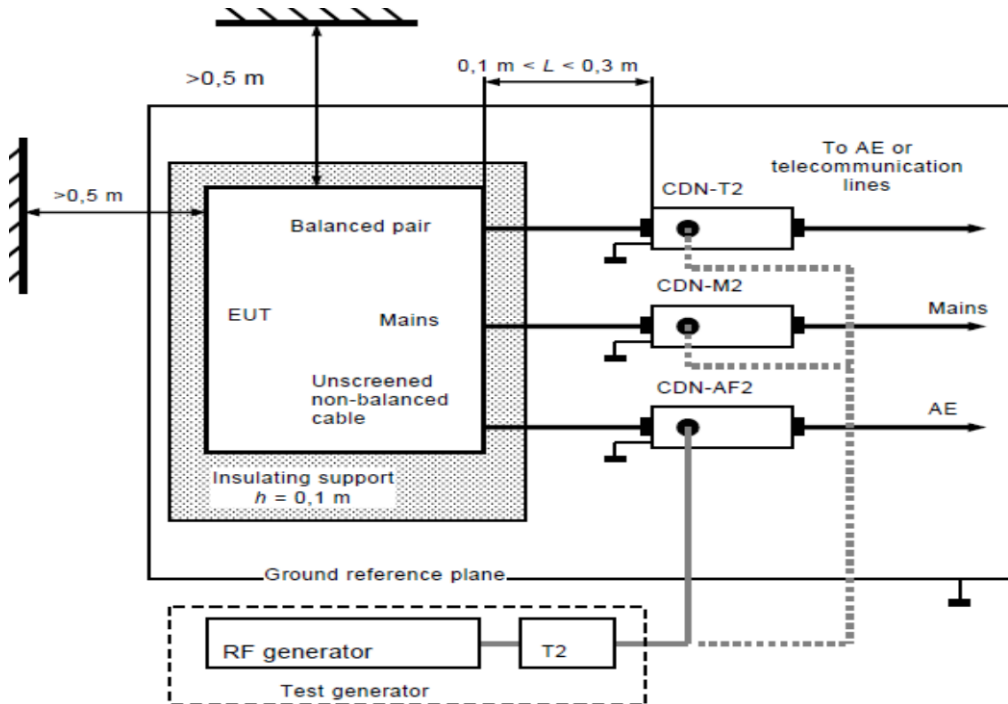 >0,5 m
0,1 m < L < 0,3 m
>0,5 m
To AE or
telecommunication
lines
CDN-T2
Balanced pair
CDN-M2
EUT
Mains
Mains
Unscreened
non-balanced
cable
CDN-AF2
AE
Insulating support
h = 0,1 m
Ground reference plane
RF generator
T2
Test generator